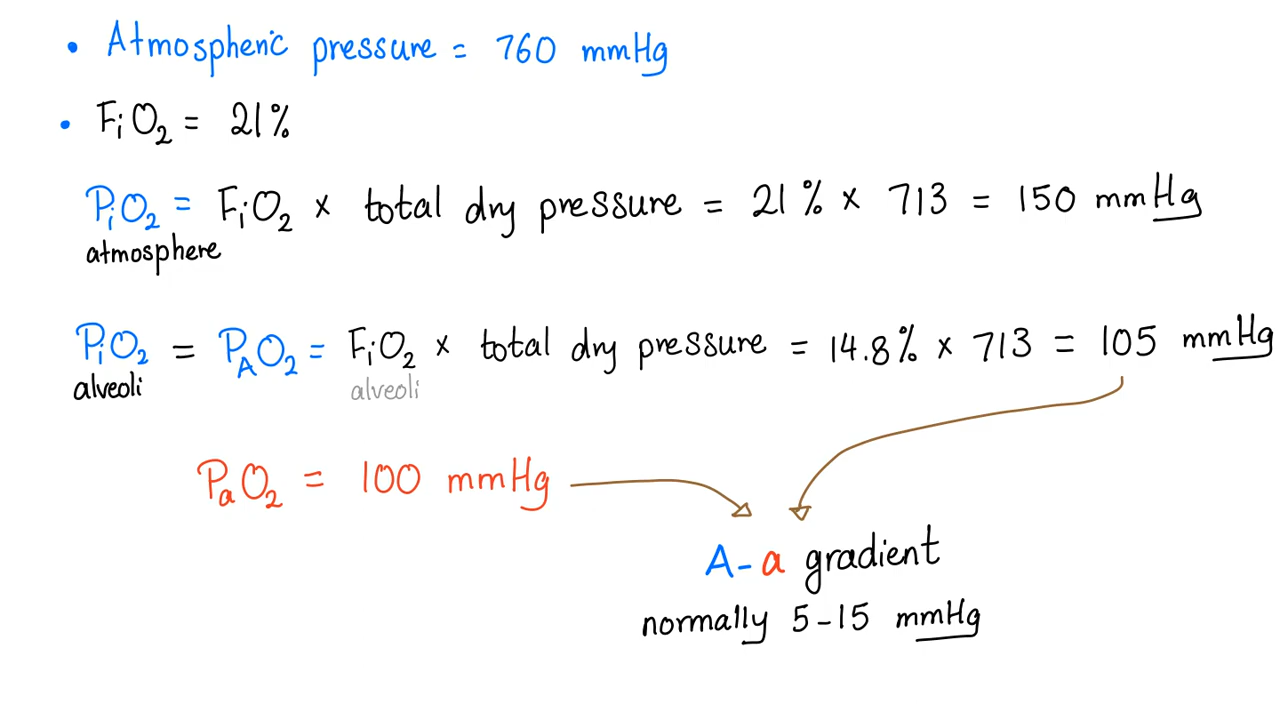 • Atmospheric pressure = 760 mmHg
• FiO2 = 21%
PiO2 = FiO2 × total dry pressure = 21% × 713 = 150 mmHg
atmosphere
PiO2 = PAO2 = FiO2 × total dry pressure = 14.8% × 713 = 105 mmHg
alveoli alveoli
PaO2 = 100 mmHg
A-a gradient
normally 5-15 mmHg